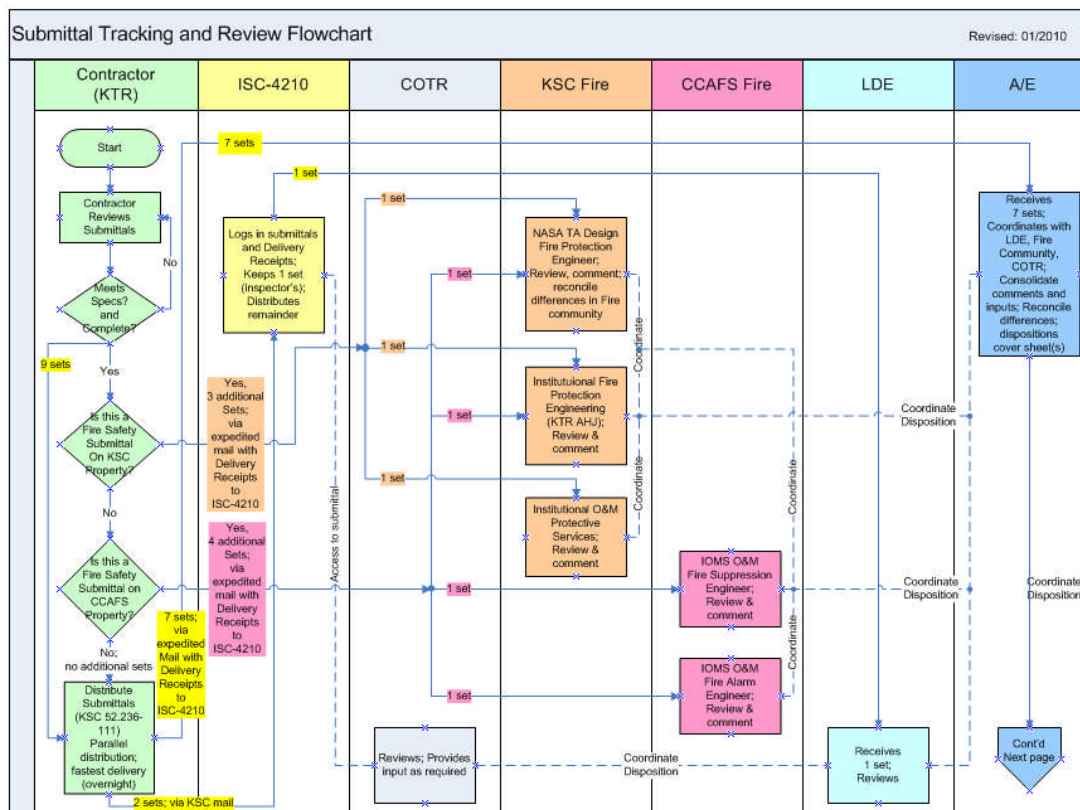 Submittal Tracking and Review Flowchart
Revised: 01/2010
Contractor
(KTR)
ISC-4210
COTR
KSC Fire
CCAFS Fire
LDE
A/E
Start
Contractor
Reviews
Submittals
No
Meets
Specs?
and
Complete?
9 sets
Yes
Is this a
Fire Safety
Submittal
On KSC
Property?
No
Is this a
Fire Safety
Submittal on
CCAFS
Property?
No;
no additional sets
Distribute
Submittals
(KSC 52.236-
111)
Parallel
distribution;
fastest delivery
(overnight)
7 sets
7 sets; via
expedited
Mail with
Delivery
Receipts
to
ISC-4210
2 sets; via KSC mail
1 set
Logs in submittals
and Delivery
Receipts;
Keeps 1 set
(inspector's);
Distributes
remainder
Yes,
3 additional
Sets;
via
expedited
mail with
Delivery
Receipts
to
ISC-4210
Yes,
4 additional
Sets;
via
expedited
mail with
Delivery
Receipts
to
ISC-4210
Access to submittal
Reviews; Provides
input as required
1 set
1 set
1 set
1 set
1 set
1 set
1 set
NASA TA Design
Fire Protection
Engineer;
Review, comment;
reconcile
differences in Fire
community
Institutuional Fire
Protection
Engineering
(KTR AHJ);
Review &
comment
Institutional O&M
Protective
Services;
Review &
comment
Coordinate
Coordinate
Coordinate
Coordinate
IOMS O&M
Fire Suppression
Engineer;
Review &
comment
IOMS O&M
Fire Alarm
Engineer;
Review &
comment
Coordinate
Disposition
Coordinate
Disposition
Coordinate
Disposition
Coordinate
Disposition
Receives
1 set;
Reviews
Receives
7 sets;
Coordinates with
LDE, Fire
Community,
COTR;
Consolidate
comments and
inputs; Reconcile
differences;
dispositions
cover sheet(s)
Cont'd
Next page